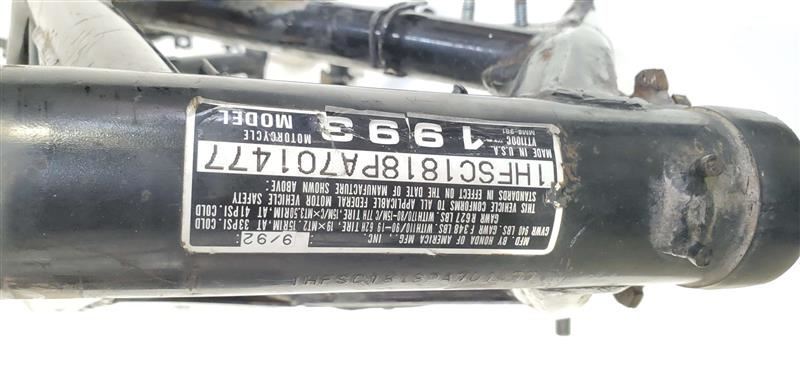 MFD. BY HONDA OF AMERICA MFG., INC. 9/92
GVWR 940 LBS. GAWR F 348 LBS. WITH110/90-19 62H TIRE, 19 × MT2.15RIM, AT 33PSI. COLD
GAWR R627 LBS. WITH170/80-15M/C 77H TIRE, 15M/C×MT3.50RIM, AT 41PSI. COLD
THIS VEHICLE CONFORMS TO ALL APPLICABLE FEDERAL MOTOR VEHICLE SAFETY
STANDARDS IN EFFECT ON THE DATE OF MANUFACTURE SHOWN ABOVE.
1HFSC1818PA701477
MADE IN U.S.A. MOTORCYCLE
VT1100C
1993 MODEL
1HFSC1818PA701477